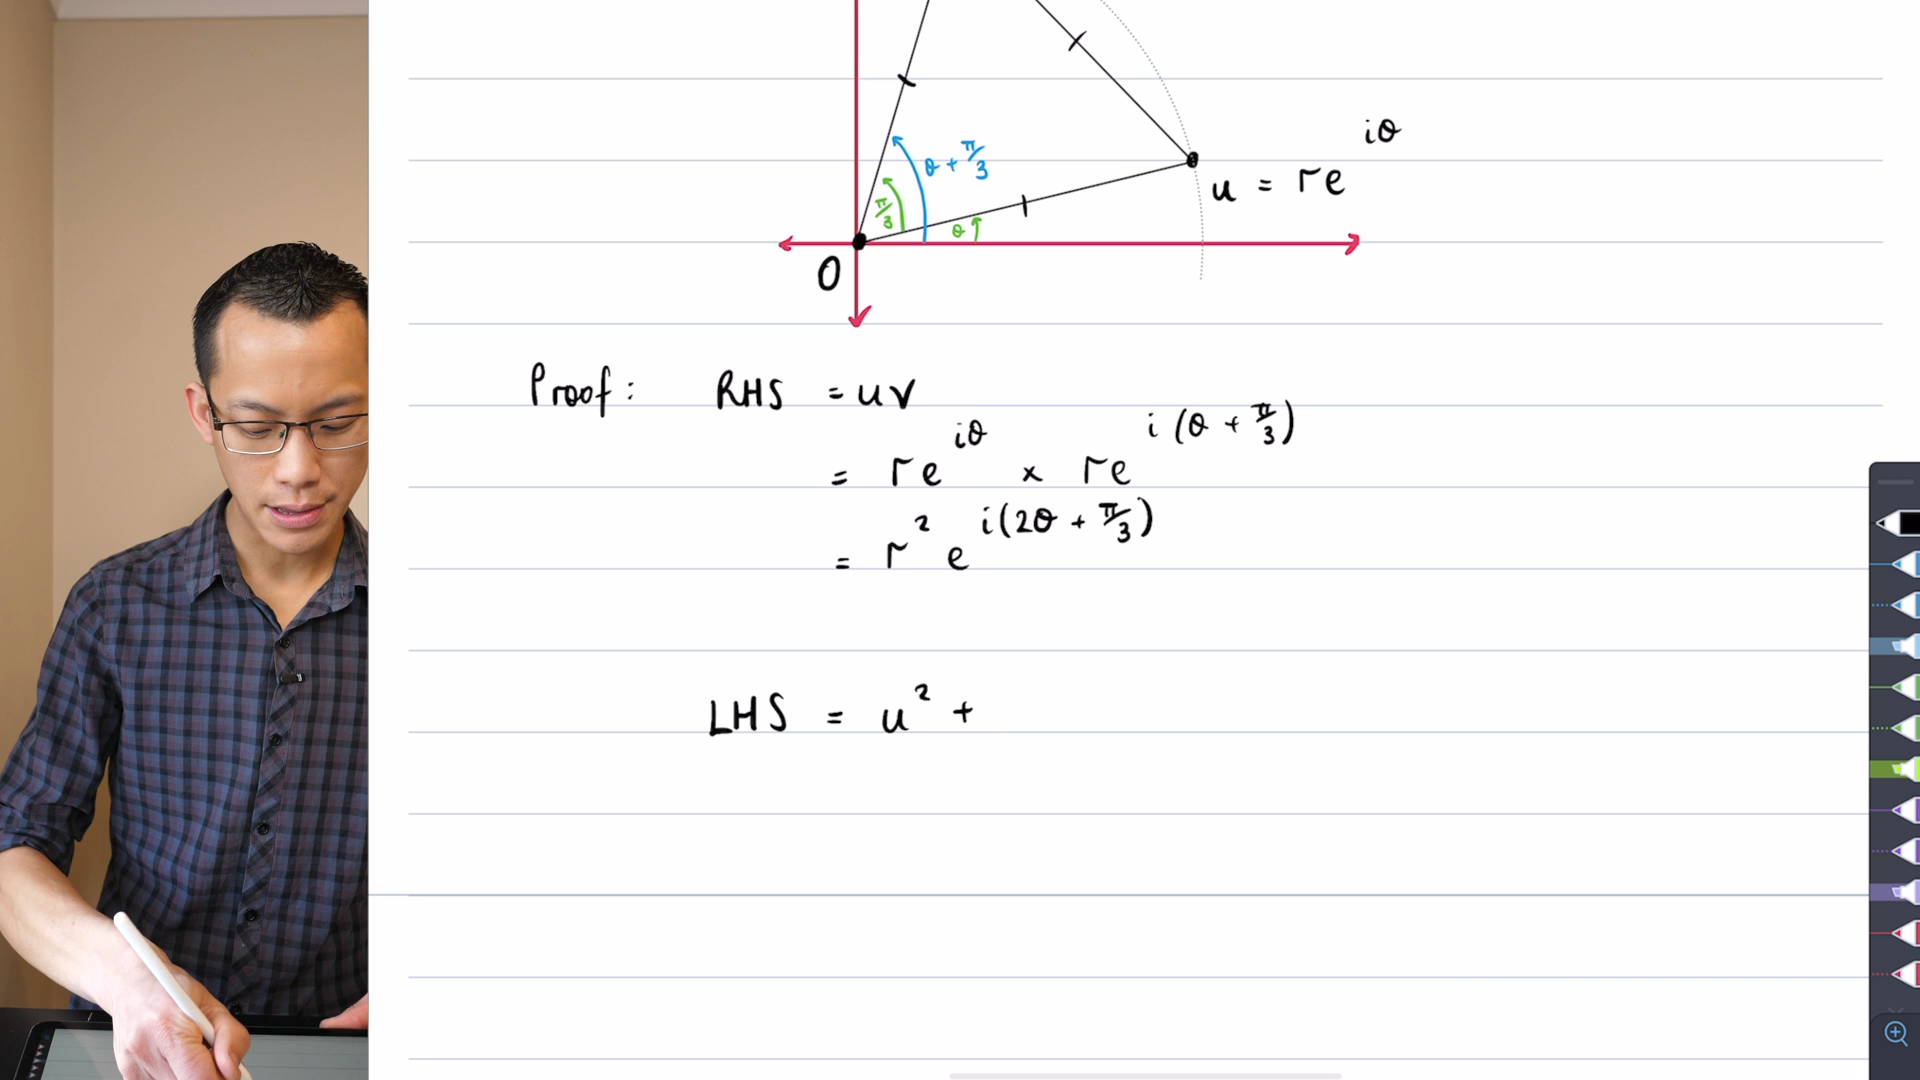 θ + π/3
π/3
θ
iθ
u = re
O
Proof: RHS = uv
= re^iθ × re^i(θ + π/3)
= r² e^i(2θ + π/3)
LHS = u² +